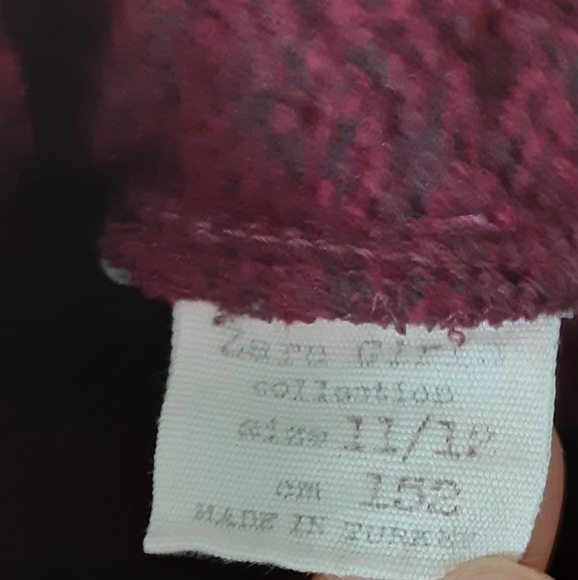 Zara Girls
collection
size 11/12
cm 152
MADE IN TURKEY